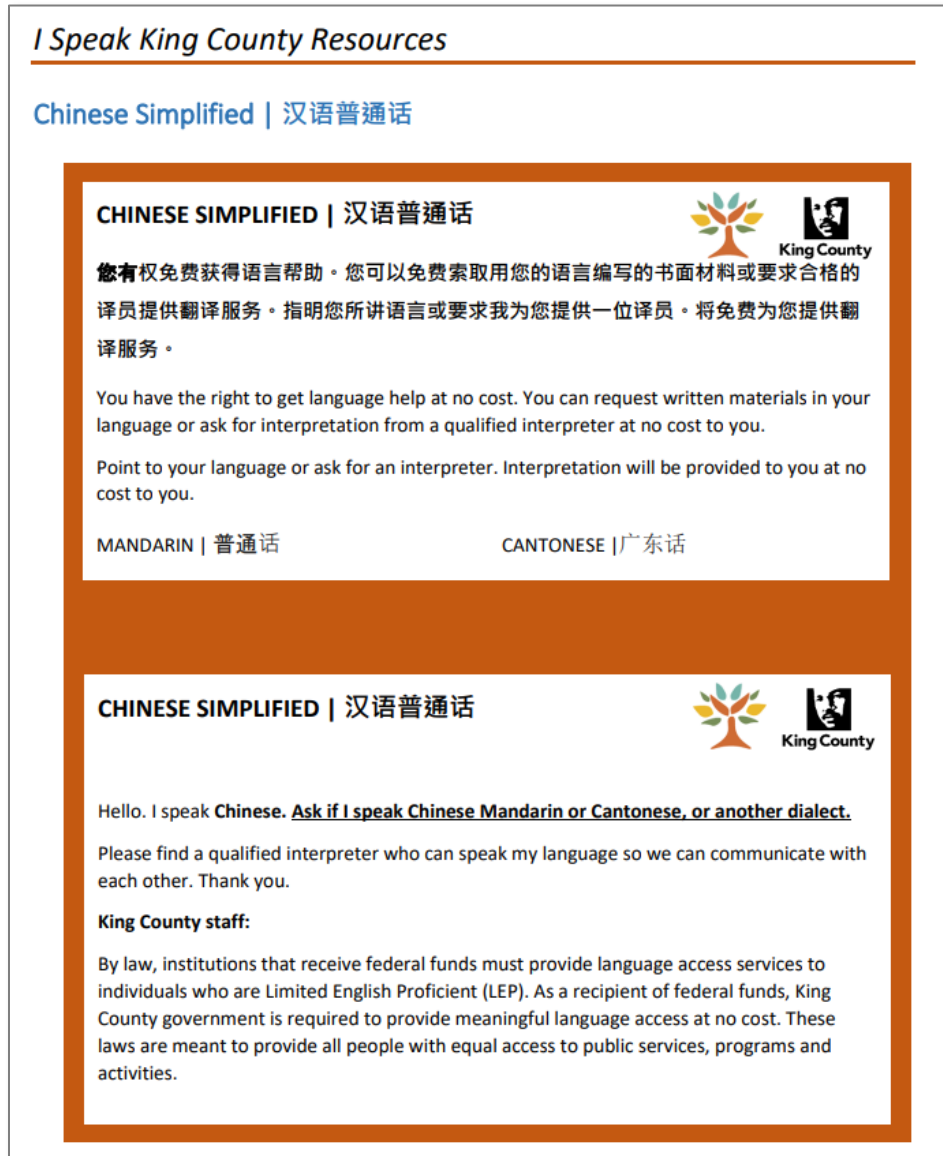 I Speak King County Resources
Chinese Simplified | 汉语普通话
CHINESE SIMPLIFIED | 汉语普通话
King County
您有权免费获得语言帮助。您可以免费索取用您的语言编写的书面材料或要求合格的
译员提供翻译服务。指明您所讲语言或要求我为您提供一位译员。将免费为您提供翻
译服务。
You have the right to get language help at no cost. You can request written materials in your
language or ask for interpretation from a qualified interpreter at no cost to you.
Point to your language or ask for an interpreter. Interpretation will be provided to you at no
cost to you.
MANDARIN | 普通话 CANTONESE |广东话
CHINESE SIMPLIFIED | 汉语普通话
King County
Hello. I speak Chinese. Ask if I speak Chinese Mandarin or Cantonese, or another dialect.
Please find a qualified interpreter who can speak my language so we can communicate with
each other. Thank you.
King County staff:
By law, institutions that receive federal funds must provide language access services to
individuals who are Limited English Proficient (LEP). As a recipient of federal funds, King
County government is required to provide meaningful language access at no cost. These
laws are meant to provide all people with equal access to public services, programs and
activities.